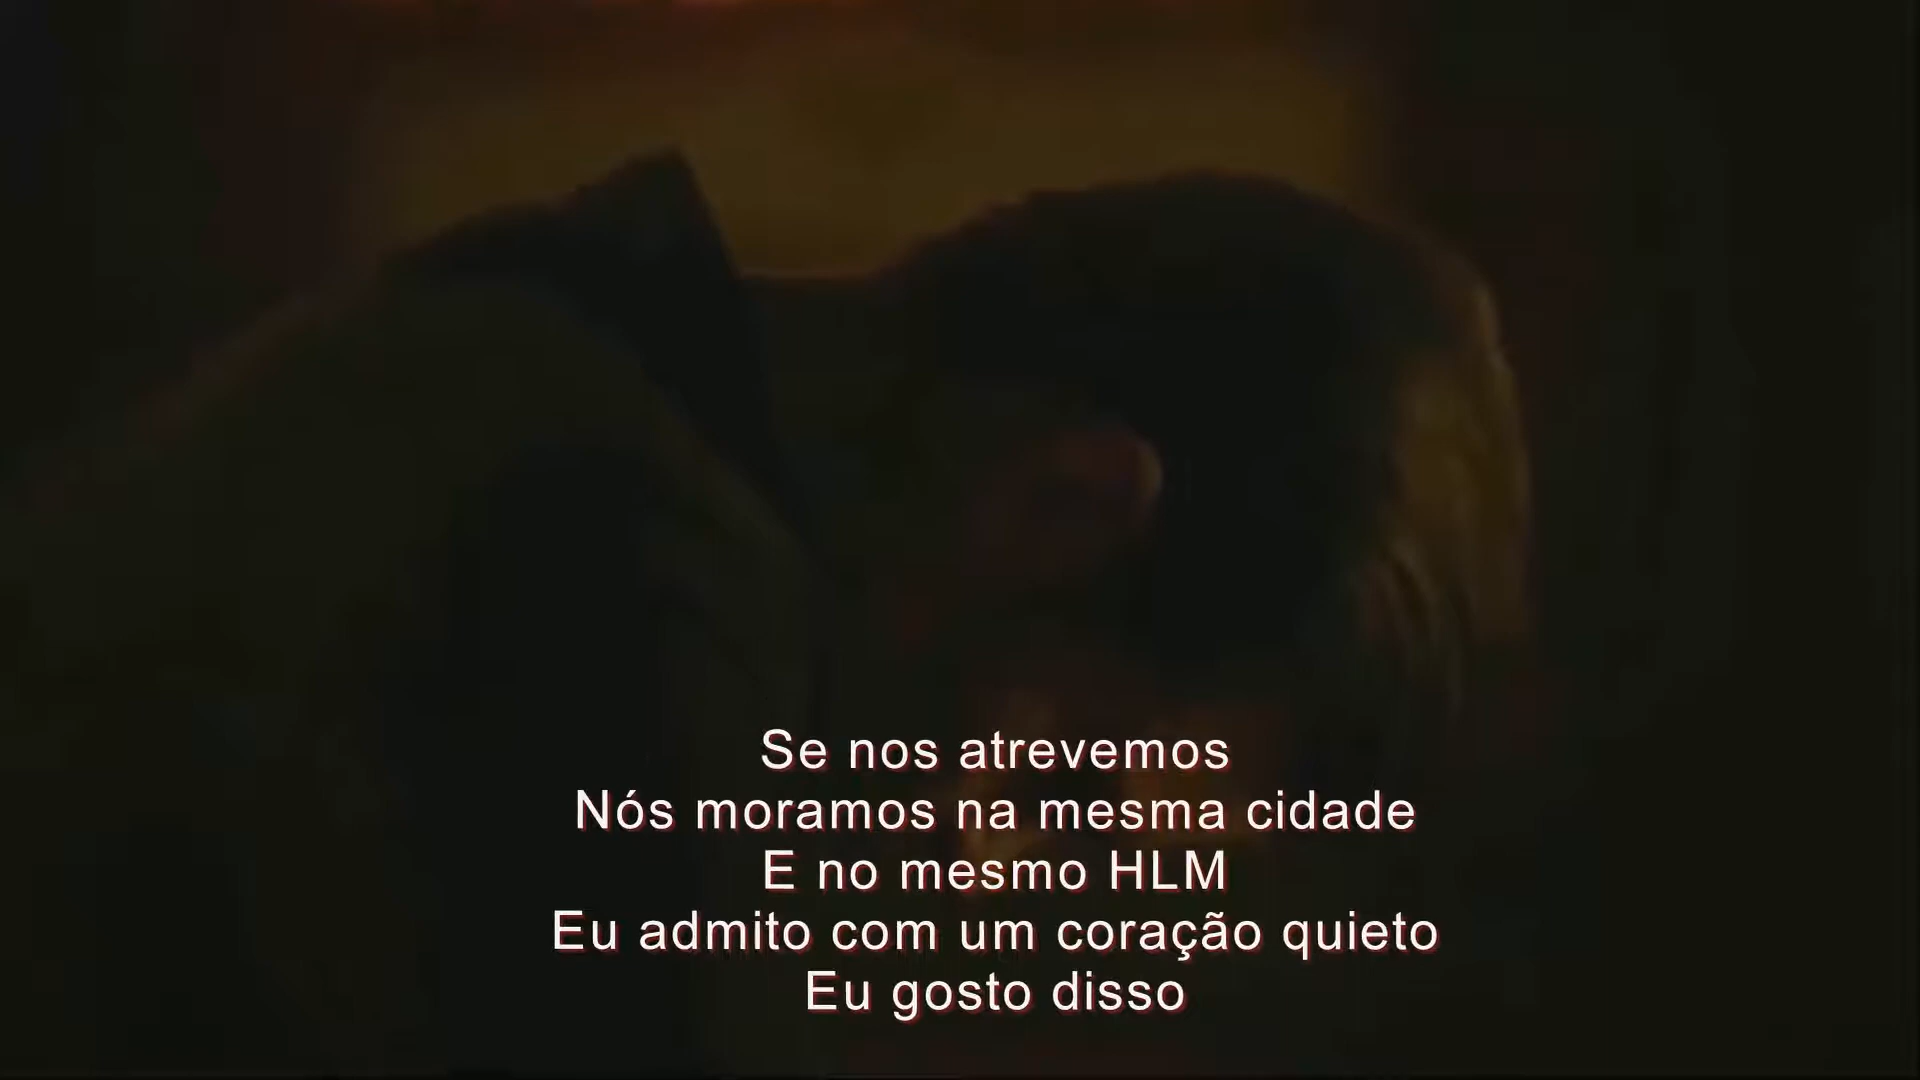 Se nos atrevemos
Nós moramos na mesma cidade
E no mesmo HLM
Eu admito com um coração quieto
Eu gosto disso